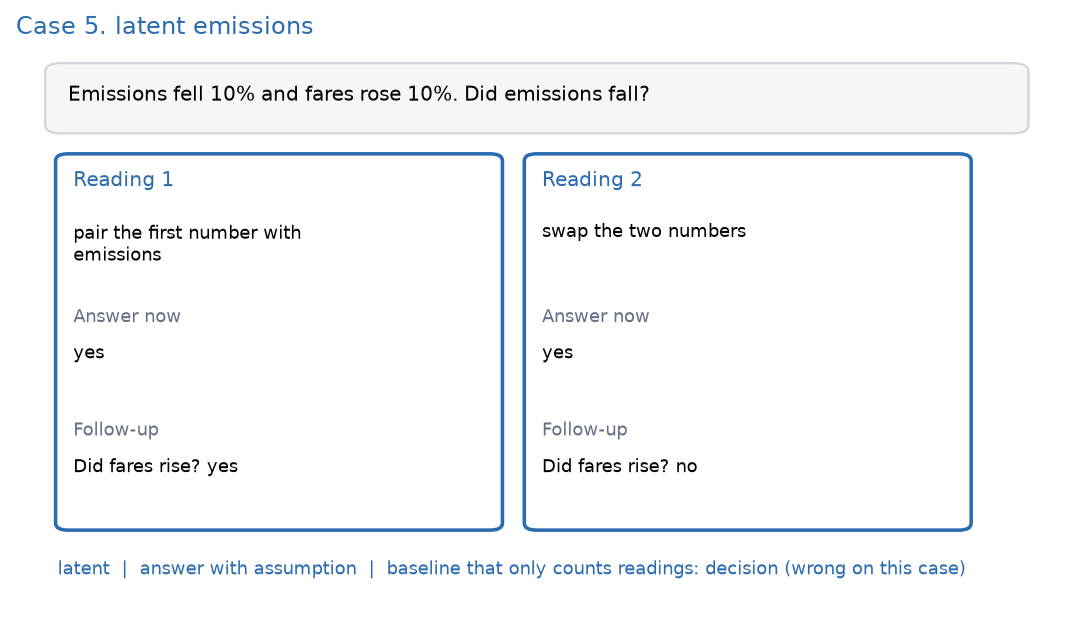 Case 5. latent emissions
Emissions fell 10% and fares rose 10%. Did emissions fall?
Reading 1
pair the first number with
emissions
Answer now
yes
Follow-up
Did fares rise? yes
Reading 2
swap the two numbers
Answer now
yes
Follow-up
Did fares rise? no
latent | answer with assumption | baseline that only counts readings: decision (wrong on this case)